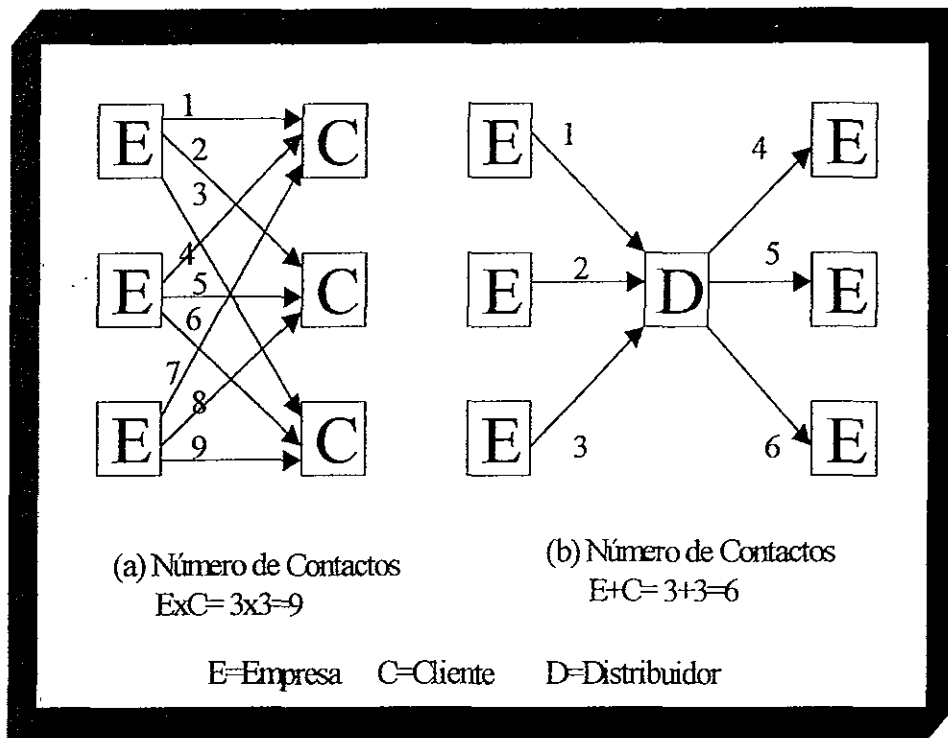 1
E C E 1 4 E
2
3
4
E 5 C E 2 D 5 E
6
7
8
E 9 C E 3 6 E
(a) Número de Contactos
ExC= 3x3=9
(b) Número de Contactos
E+C= 3+3=6
E=Empresa C=Cliente D=Distribuidor